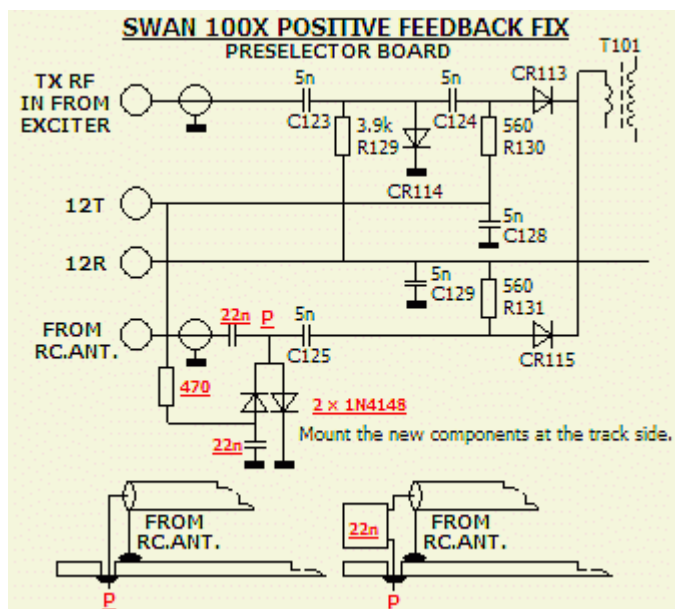 SWAN 100X POSITIVE FEEDBACK FIX
PRESELECTOR BOARD
T101
TX RF
IN FROM
EXCITER
5n
C123
3.9k
R129
CR114
5n
C124
560
R130
CR113
12T
5n
C128
12R
5n
C129
560
R131
FROM
RC.ANT.
22n
P
5n
C125
CR115
470
2 x 1N4148
22n
Mount the new components at the track side.
FROM
RC.ANT.
P
22n
FROM
RC.ANT.
P